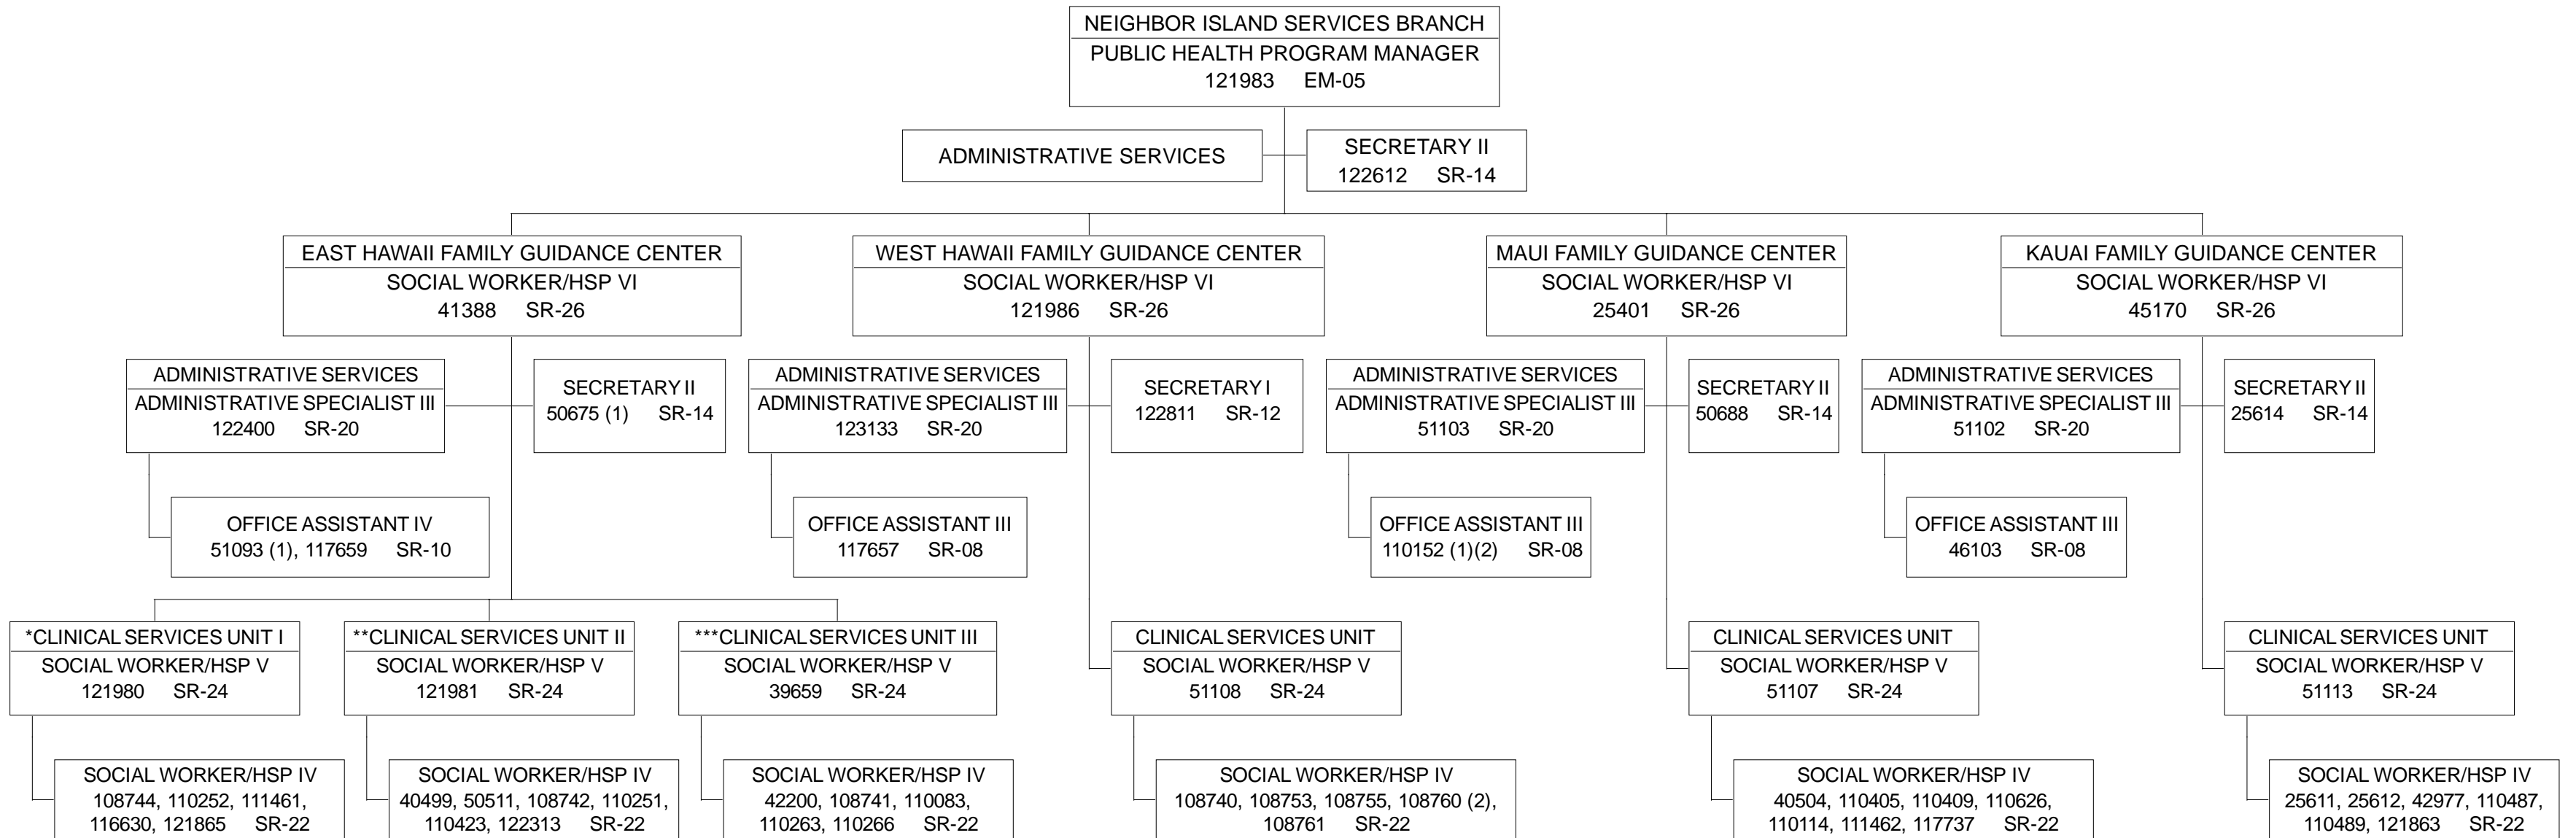 NEIGHBOR ISLAND SERVICES BRANCH
PUBLIC HEALTH PROGRAM MANAGER
121983 EM-05
ADMINISTRATIVE SERVICES
SECRETARY II
122612 SR-14
EAST HAWAII FAMILY GUIDANCE CENTER
SOCIAL WORKER/HSP VI
41388 SR-26
WEST HAWAII FAMILY GUIDANCE CENTER
SOCIAL WORKER/HSP VI
121986 SR-26
MAUI FAMILY GUIDANCE CENTER
SOCIAL WORKER/HSP VI
25401 SR-26
KAUAI FAMILY GUIDANCE CENTER
SOCIAL WORKER/HSP VI
45170 SR-26
ADMINISTRATIVE SERVICES
ADMINISTRATIVE SPECIALIST III
122400 SR-20
SECRETARY II
50675 (1) SR-14
ADMINISTRATIVE SERVICES
ADMINISTRATIVE SPECIALIST III
123133 SR-20
SECRETARY I
122811 SR-12
ADMINISTRATIVE SERVICES
ADMINISTRATIVE SPECIALIST III
51103 SR-20
SECRETARY II
50688 SR-14
ADMINISTRATIVE SERVICES
ADMINISTRATIVE SPECIALIST III
51102 SR-20
SECRETARY II
25614 SR-14
OFFICE ASSISTANT IV
51093 (1), 117659 SR-10
OFFICE ASSISTANT III
117657 SR-08
OFFICE ASSISTANT III
110152 (1)(2) SR-08
OFFICE ASSISTANT III
46103 SR-08
*CLINICAL SERVICES UNIT I
SOCIAL WORKER/HSP V
121980 SR-24
**CLINICAL SERVICES UNIT II
SOCIAL WORKER/HSP V
121981 SR-24
***CLINICAL SERVICES UNIT III
SOCIAL WORKER/HSP V
39659 SR-24
CLINICAL SERVICES UNIT
SOCIAL WORKER/HSP V
51108 SR-24
CLINICAL SERVICES UNIT
SOCIAL WORKER/HSP V
51107 SR-24
CLINICAL SERVICES UNIT
SOCIAL WORKER/HSP V
51113 SR-24
SOCIAL WORKER/HSP IV
108744, 110252, 111461,
116630, 121865 SR-22
SOCIAL WORKER/HSP IV
40499, 50511, 108742, 110251,
110423, 122313 SR-22
SOCIAL WORKER/HSP IV
42200, 108741, 110083,
110263, 110266 SR-22
SOCIAL WORKER/HSP IV
108740, 108753, 108755, 108760 (2),
108761 SR-22
SOCIAL WORKER/HSP IV
40504, 110405, 110409, 110626,
110114, 111462, 117737 SR-22
SOCIAL WORKER/HSP IV
25611, 25612, 42977, 110487,
110489, 121863 SR-22